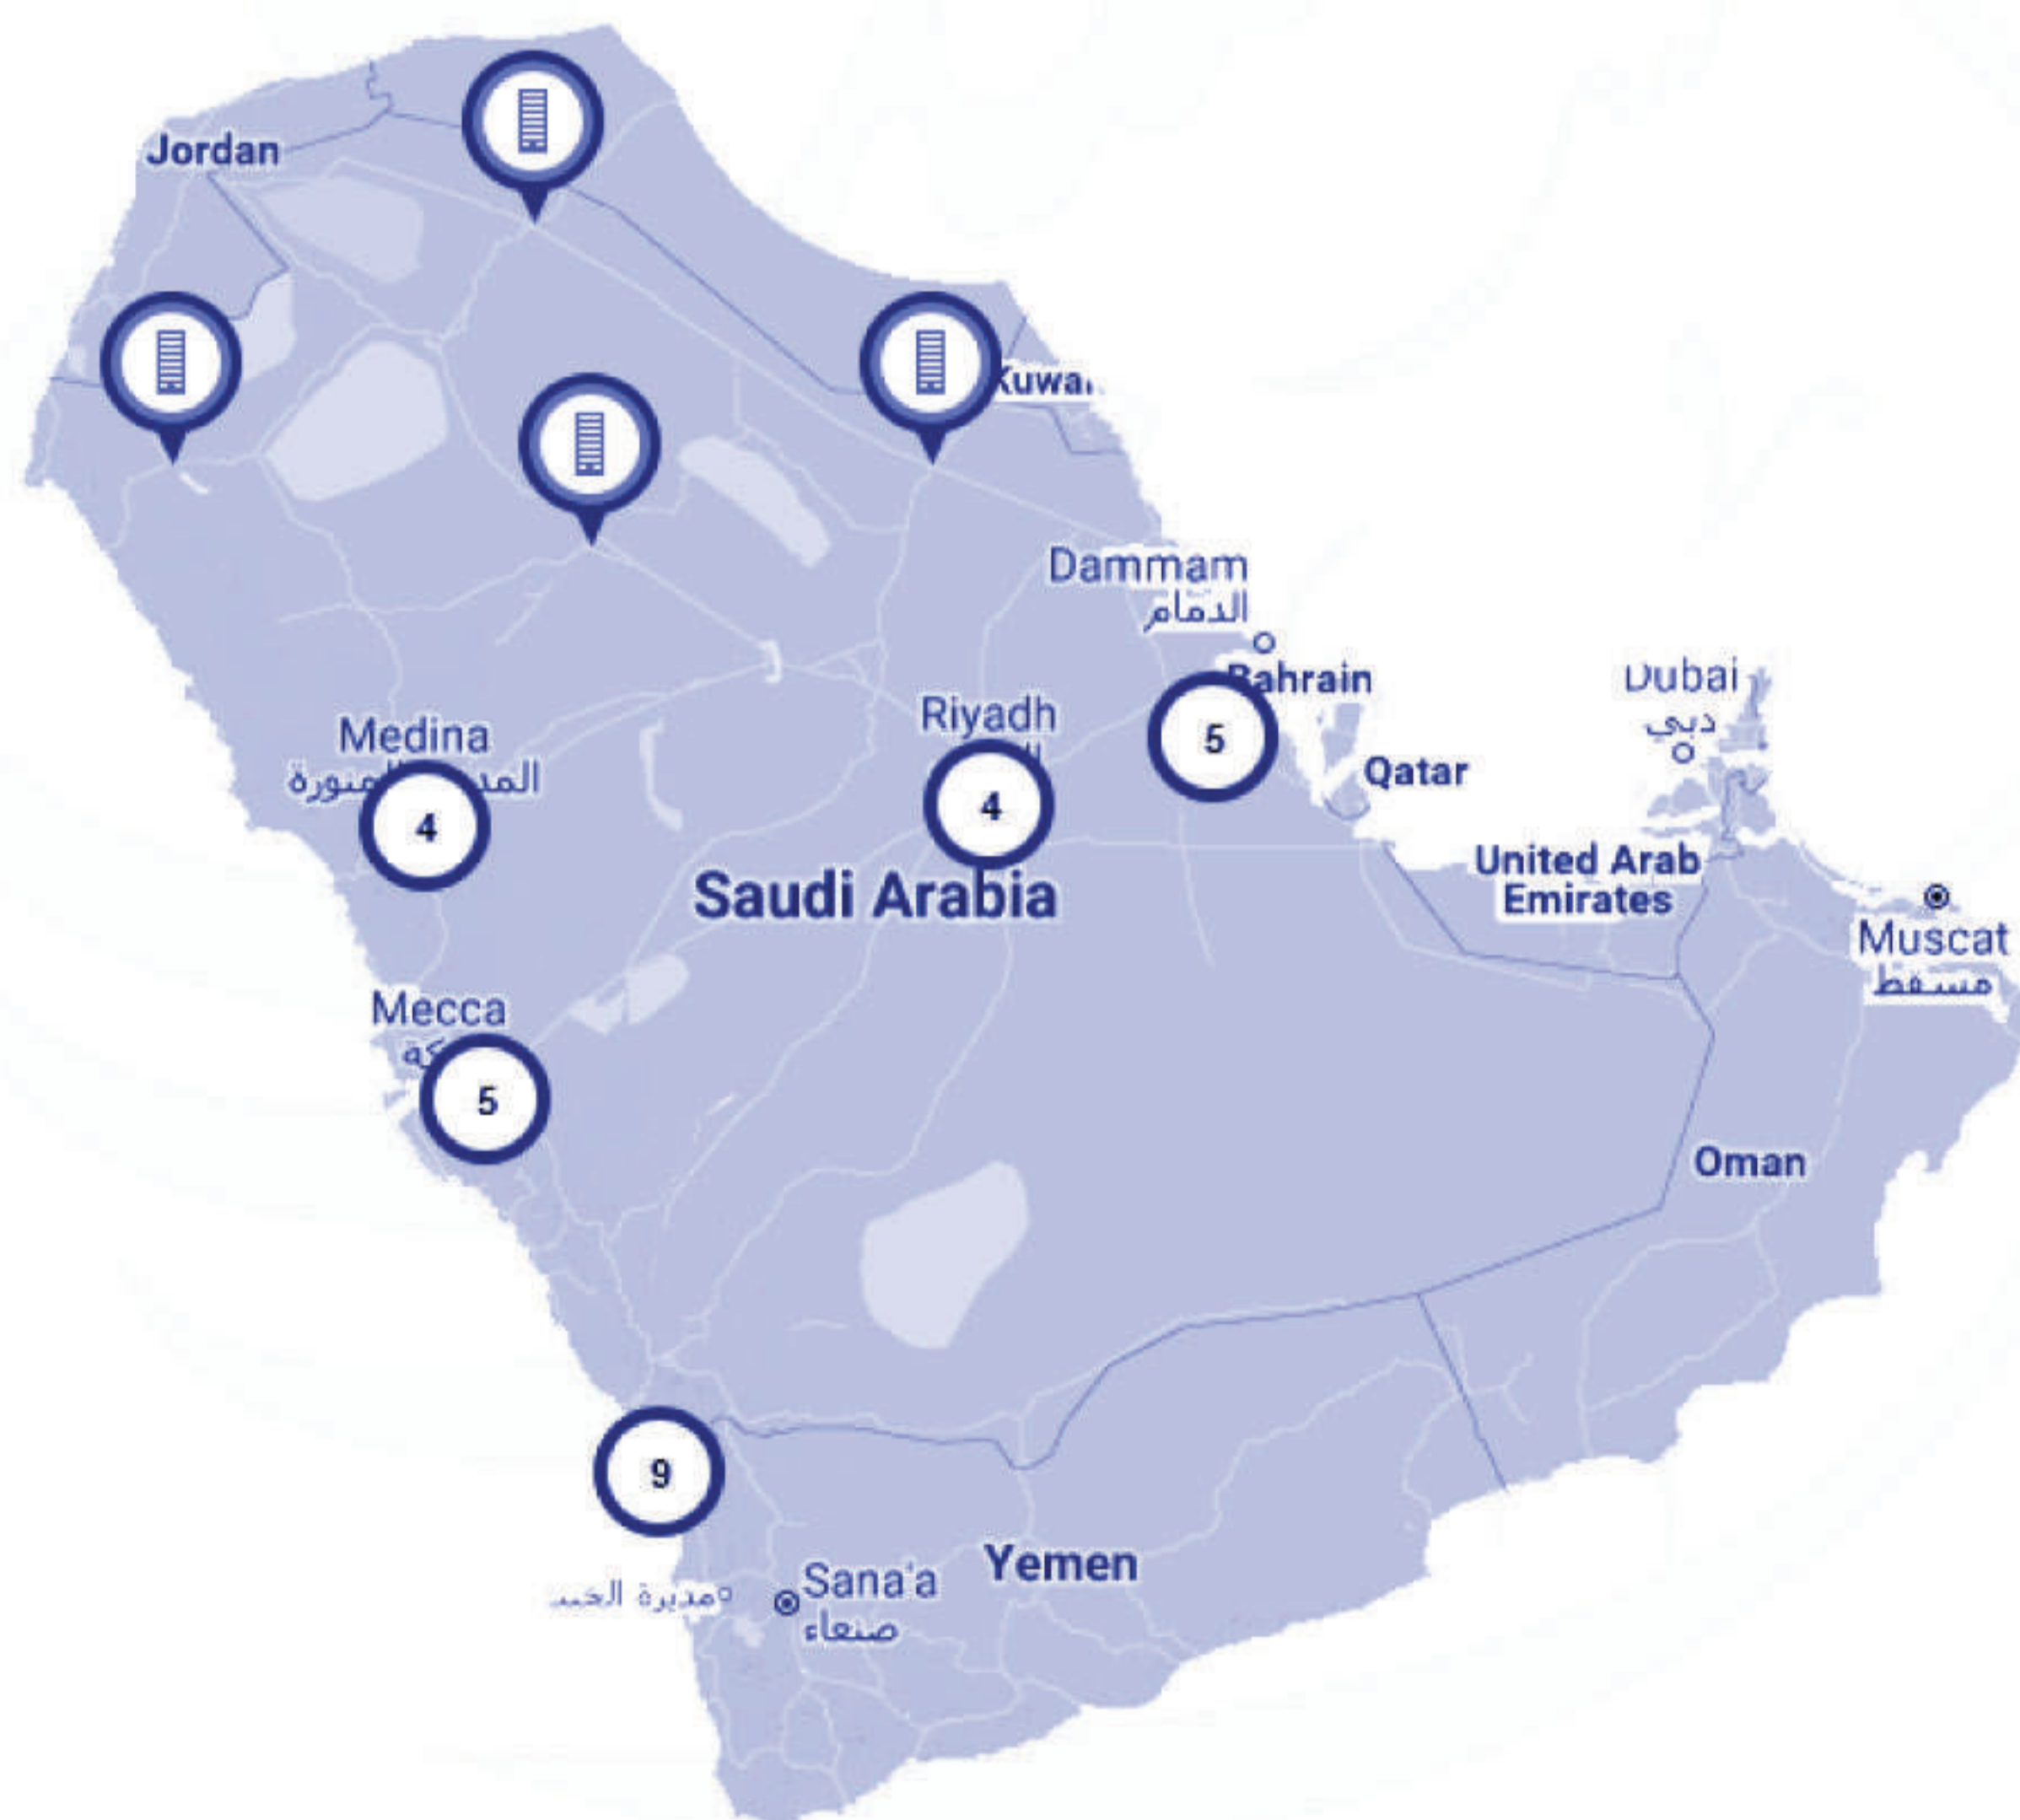 Jordan
Dammam
الدمام
Bahrain
Dubai
دبي
Medina
Riyadh
4
4
5
Qatar
Saudi Arabia
United Arab
Emirates
Muscat
مسقط
Mecca
5
Oman
9
Yemen
Sana'a
صنعاء
مديرة